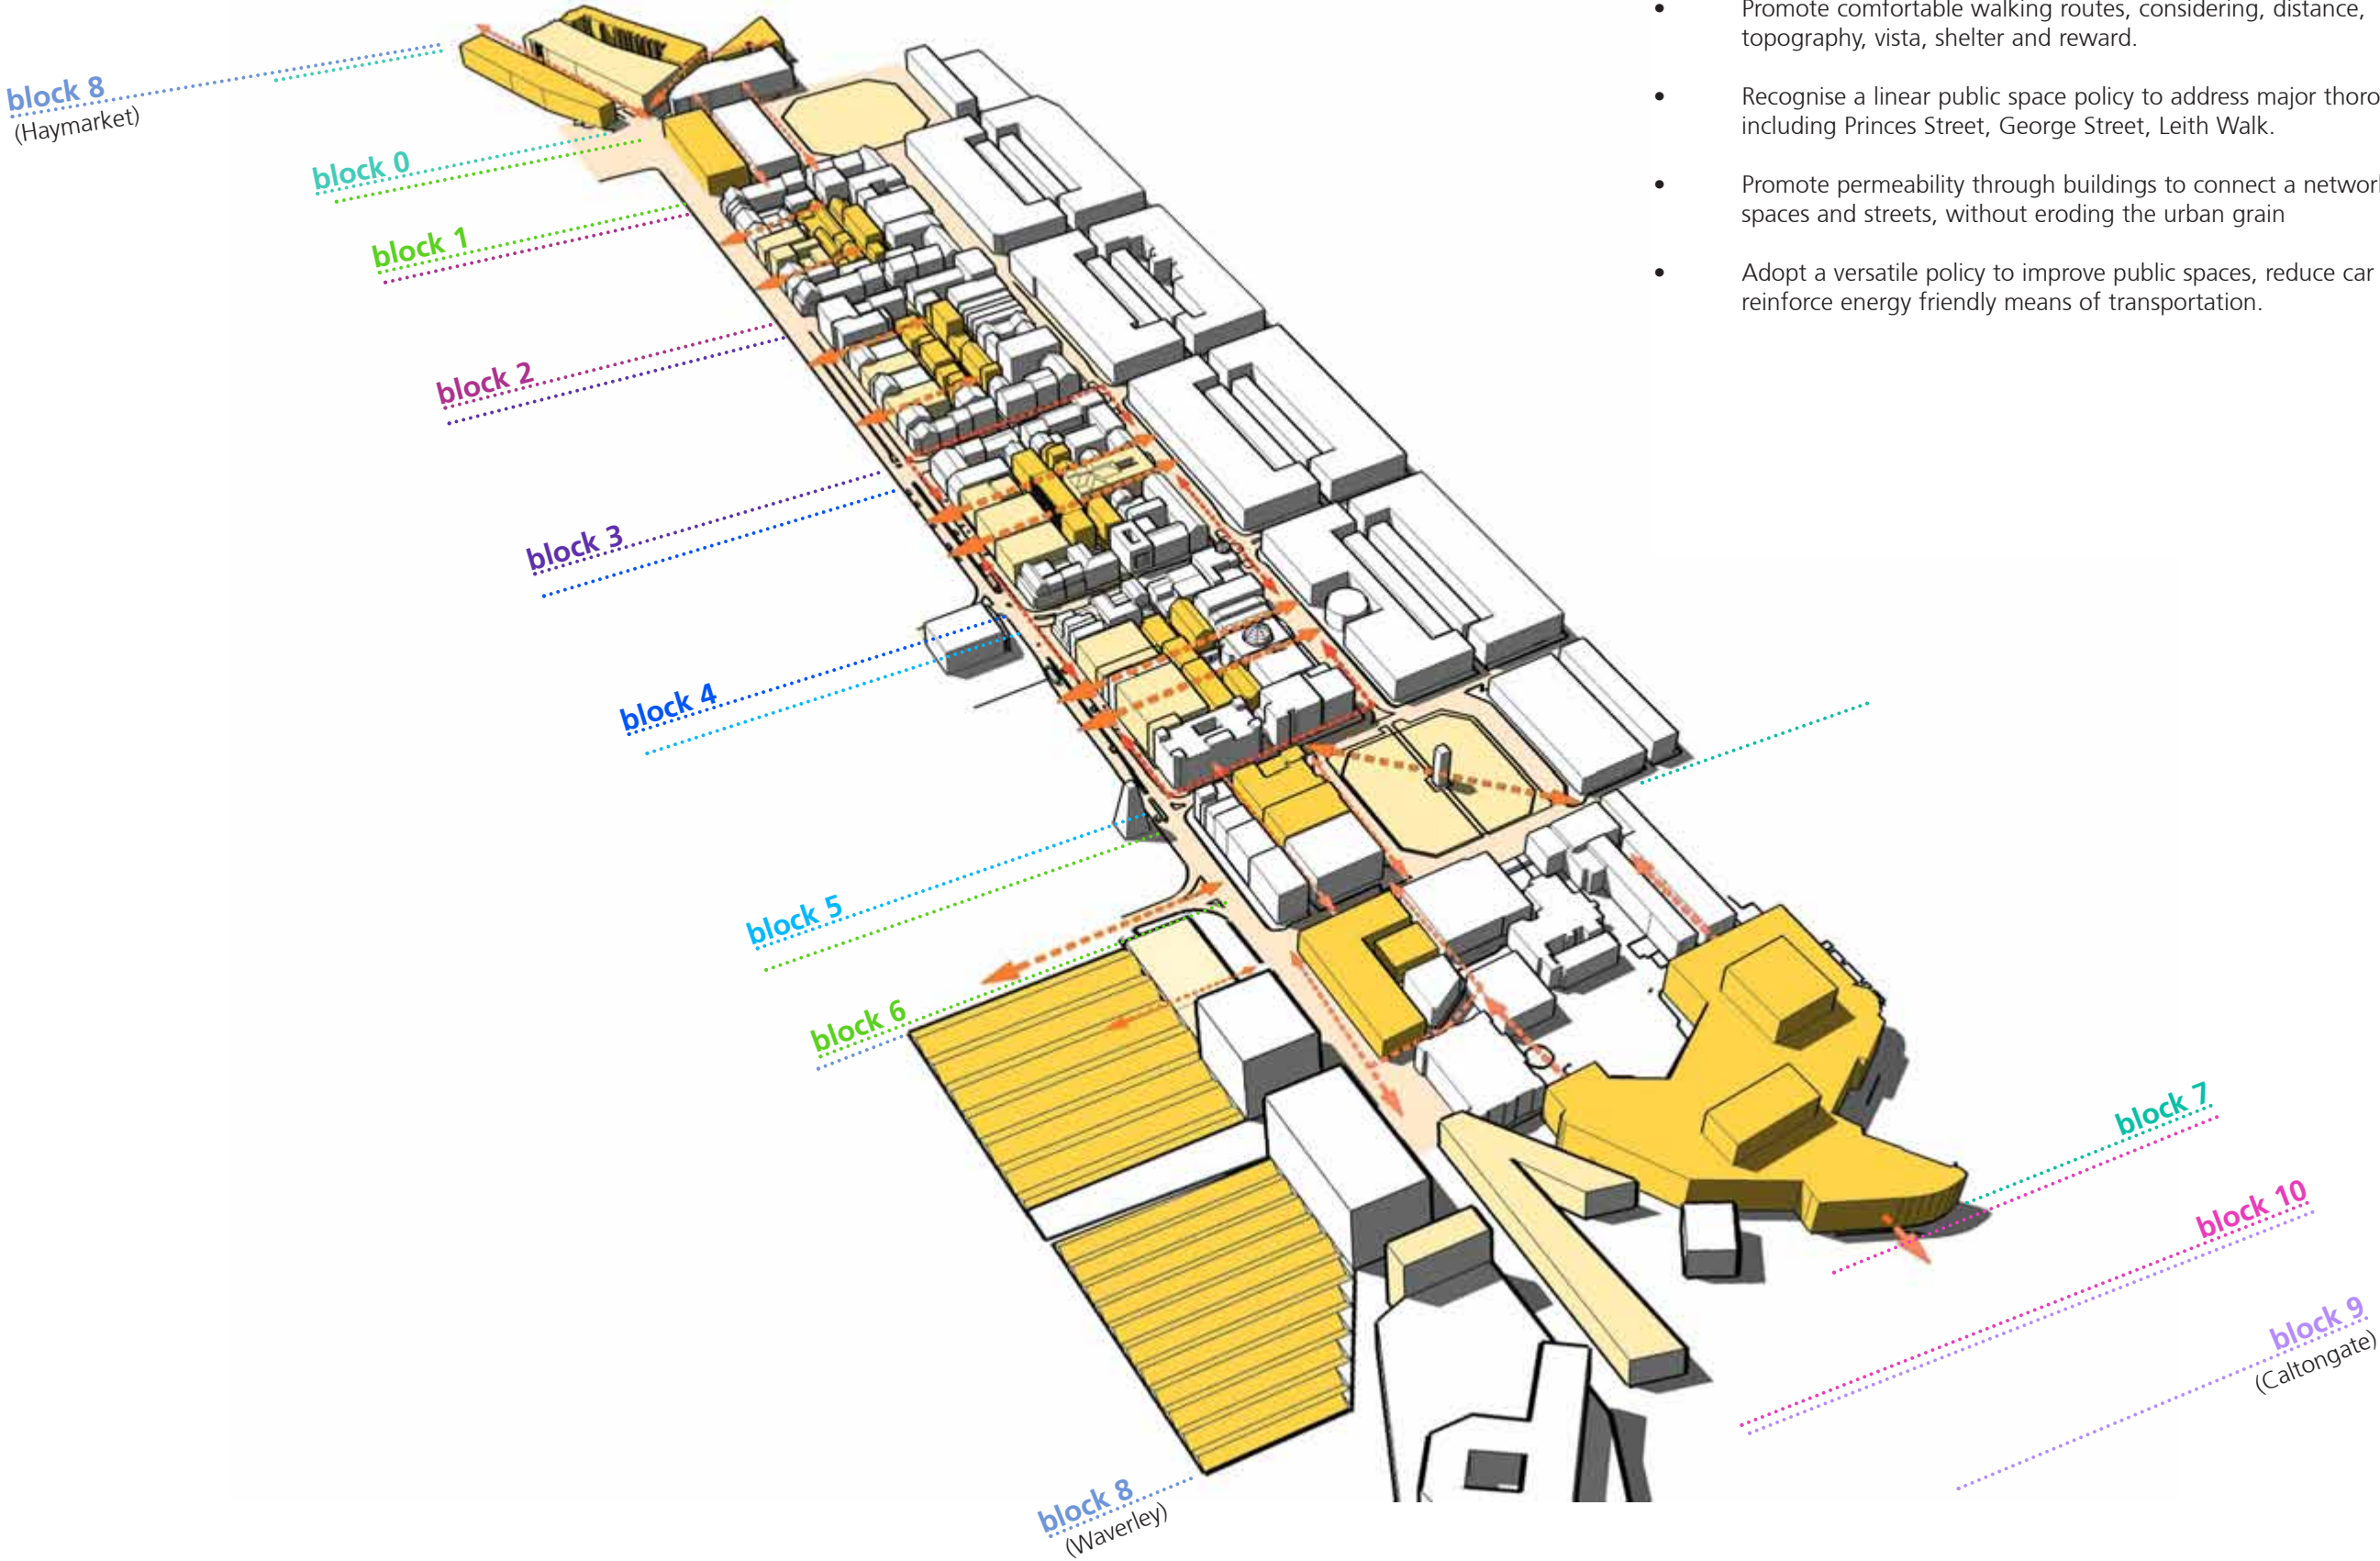 • Promote comfortable walking routes, considering, distance,
topography, vista, shelter and reward.
• Recognise a linear public space policy to address major
including Princes Street, George Street, Leith Walk.
• Promote permeability through buildings to connect a
spaces and streets, without eroding the urban grain
• Adopt a versatile policy to improve public spaces, reduce car
reinforce energy friendly means of transportation.
block 8
(Haymarket)
block 0
block 1
block 2
block 3
block 4
block 5
block 6
block 7
block 10
block 9
(Caltongate)
block 8
(Waverley)